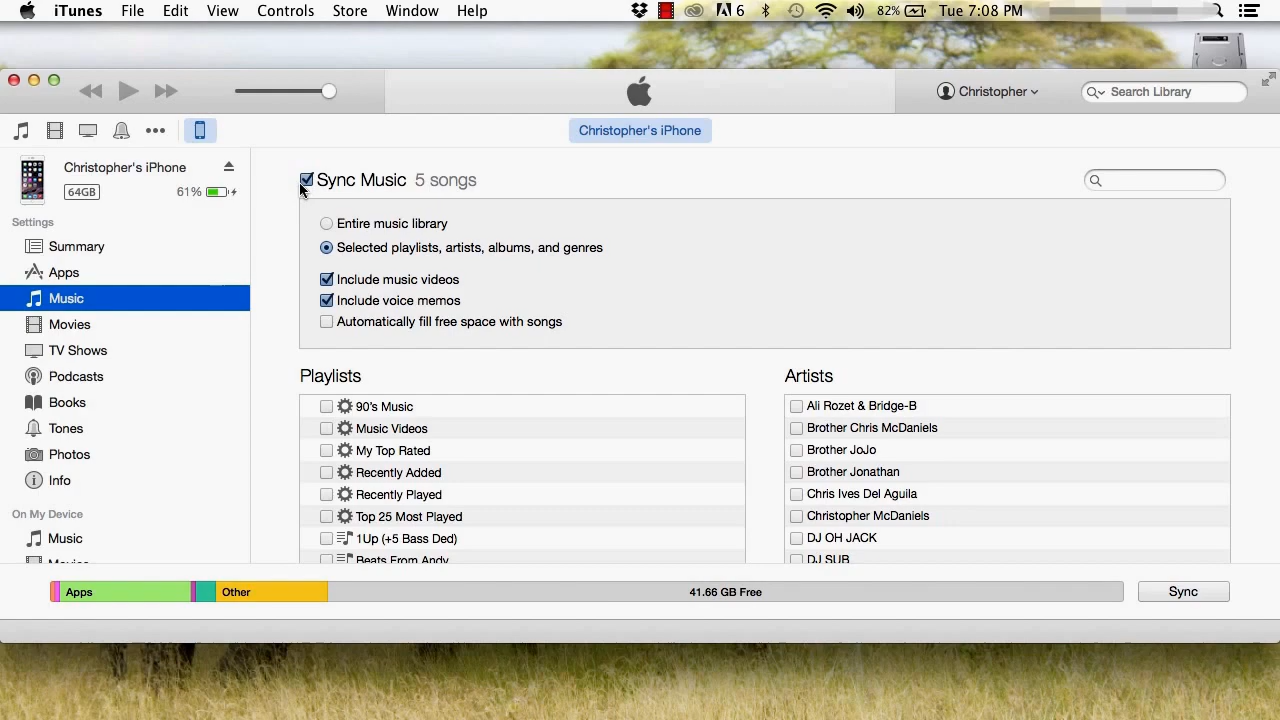 iTunes File Edit View Controls Store Window Help 6 82% Tue 7:08 PM
Christopher Search Library
Christopher's iPhone
Christopher's iPhone
64GB 61%
Sync Music 5 songs
Settings
Summary
Apps
Music
Movies
TV Shows
Podcasts
Books
Tones
Photos
Info
On My Device
Music
Movies
Entire music library
Selected playlists, artists, albums, and genres
Include music videos
Include voice memos
Automatically fill free space with songs
Playlists
90's Music
Music Videos
My Top Rated
Recently Added
Recently Played
Top 25 Most Played
1Up (+5 Bass Ded)
Beats From Andy
Artists
Ali Rozet & Bridge-B
Brother Chris McDaniels
Brother JoJo
Brother Jonathan
Chris Ives Del Aguila
Christopher McDaniels
DJ OH JACK
DJ SUB
Apps Other 41.66 GB Free Sync